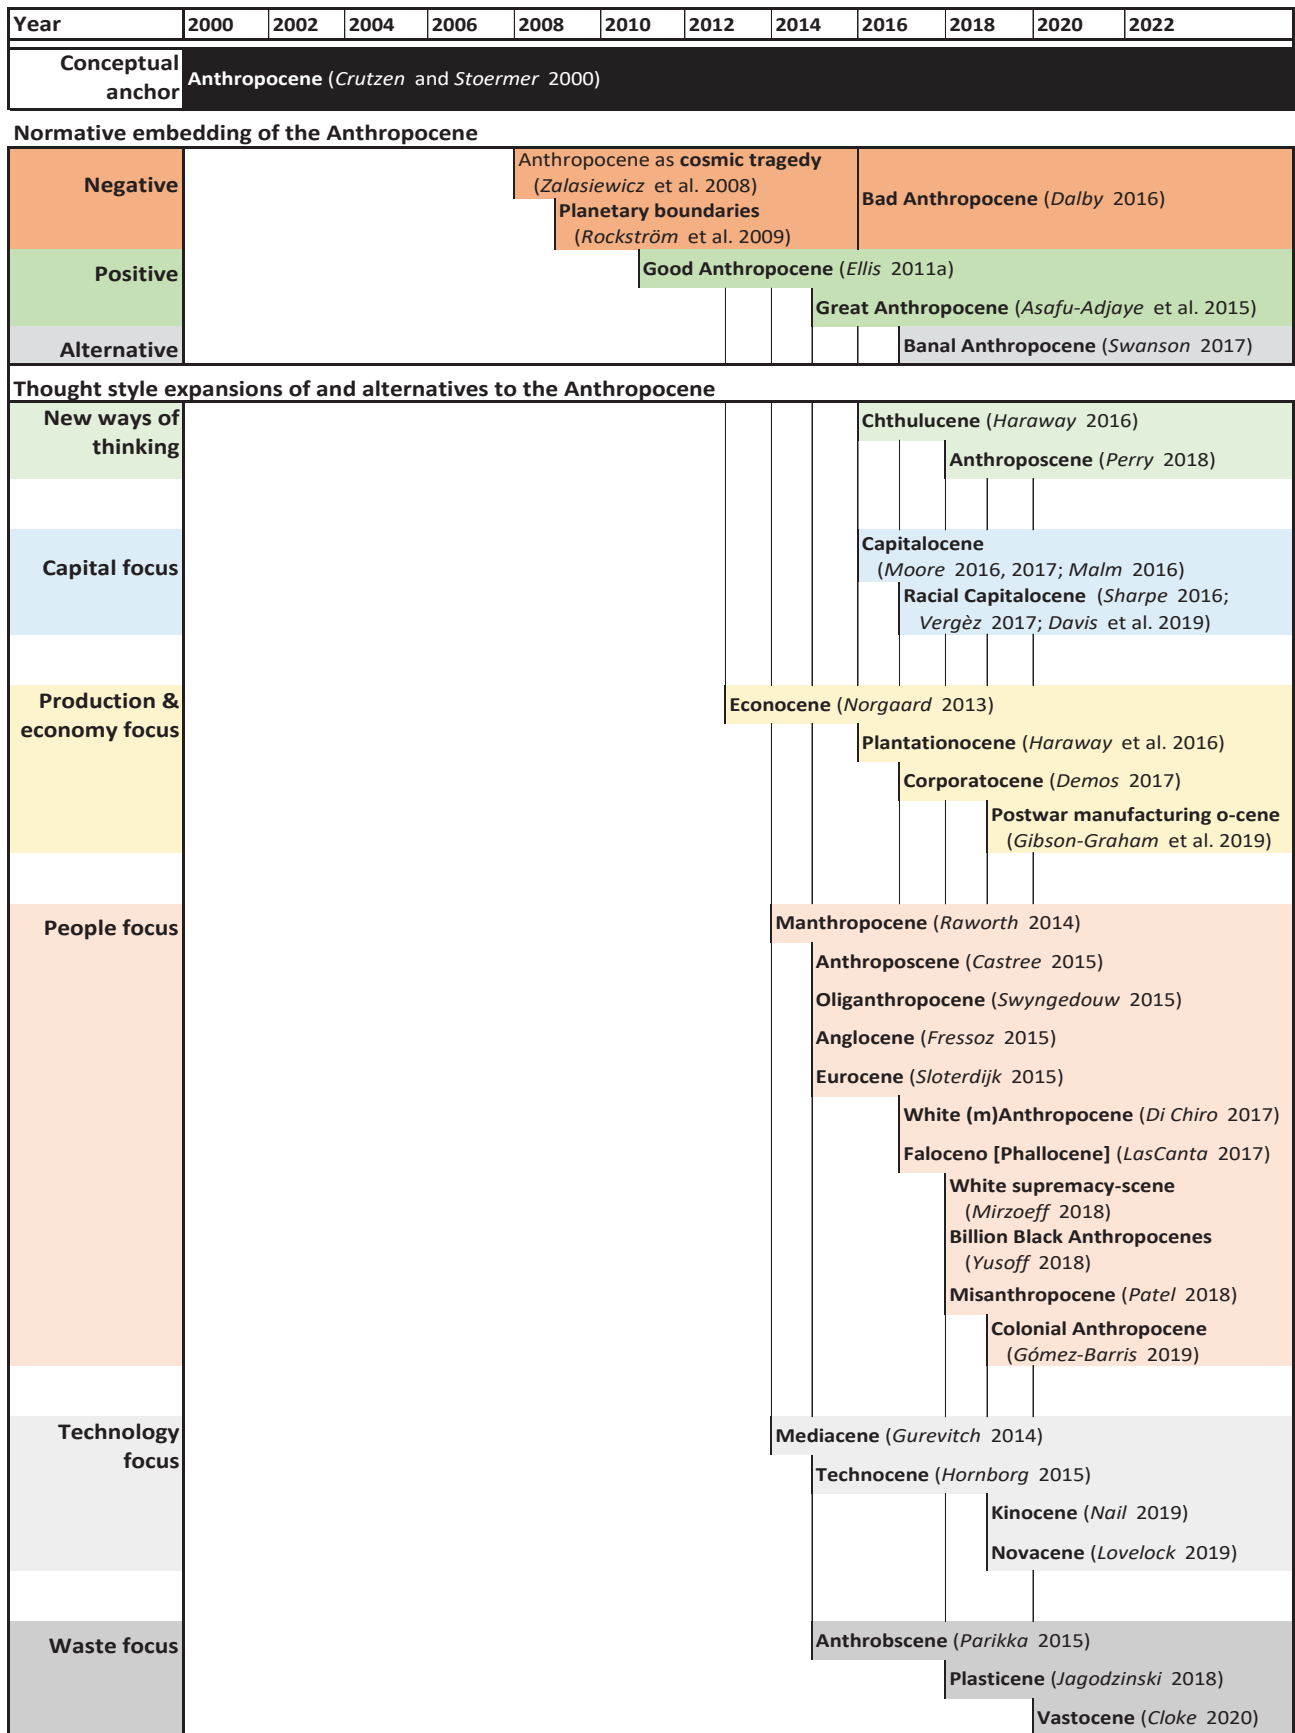 Year 2000 2002 2004 2006 2008 2010 2012 2014 2016 2018 2020 2022
Conceptual
anchor
Anthropocene (Crutzen and Stoermer 2000)
Normative embedding of the Anthropocene
Negative
Anthropocene as cosmic tragedy
(Zalasiewicz et al. 2008)
Planetary boundaries
(Rockström et al. 2009)
Bad Anthropocene (Dalby 2016)
Positive
Good Anthropocene (Ellis 2011a)
Great Anthropocene (Asafu-Adjaye et al. 2015)
Alternative
Banal Anthropocene (Swanson 2017)
Thought style expansions of and alternatives to the Anthropocene
New ways of
thinking
Chthulucene (Haraway 2016)
Anthroposcene (Perry 2018)
Capital focus
Capitalocene
(Moore 2016, 2017; Malm 2016)
Racial Capitalocene (Sharpe 2016;
Vergèz 2017; Davis et al. 2019)
Production &
economy focus
Econocene (Norgaard 2013)
Plantationocene (Haraway et al. 2016)
Corporatocene (Demos 2017)
Postwar manufacturing o-cene
(Gibson-Graham et al. 2019)
People focus
Manthropocene (Raworth 2014)
Anthroposcene (Castree 2015)
Oliganthropocene (Swyngedouw 2015)
Anglocene (Fressoz 2015)
Eurocene (Sloterdijk 2015)
White (m)Anthropocene (Di Chiro 2017)
Faloceno [Phallocene] (LasCanta 2017)
White supremacy-scene
(Mirzoeff 2018)
Billion Black Anthropocenes
(Yusoff 2018)
Misanthropocene (Patel 2018)
Colonial Anthropocene
(Gómez-Barris 2019)
Technology
focus
Mediacene (Gurevitch 2014)
Technocene (Hornborg 2015)
Kinocene (Nail 2019)
Novacene (Lovelock 2019)
Waste focus
Anthrobscene (Parikka 2015)
Plasticene (Jagodzinski 2018)
Vastocene (Cloke 2020)